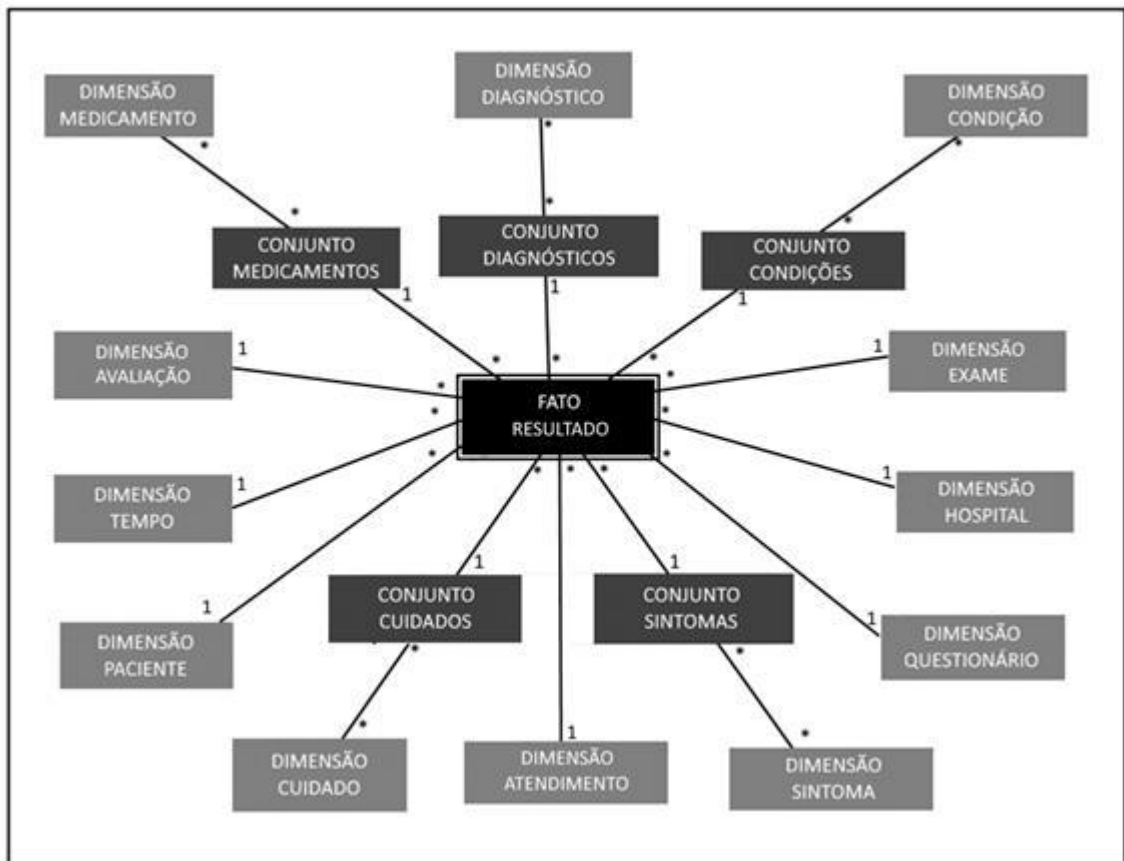 DIMENSÃO
MEDICAMENTO
DIMENSÃO
DIAGNÓSTICO
DIMENSÃO
CONDIÇÃO
*
*
*
*
*
*
CONJUNTO
MEDICAMENTOS
CONJUNTO
DIAGNÓSTICOS
CONJUNTO
CONDIÇÕES
1
1
1
DIMENSÃO
AVALIAÇÃO
1
*
*
*
1
DIMENSÃO
EXAME
*
*
FATO
RESULTADO
*
*
DIMENSÃO
TEMPO
1
*
*
1
DIMENSÃO
HOSPITAL
*
*
*
1
1
1
1
DIMENSÃO
PACIENTE
CONJUNTO
CUIDADOS
CONJUNTO
SINTOMAS
DIMENSÃO
QUESTIONÁRIO
*
*
*
1
*
DIMENSÃO
CUIDADO
DIMENSÃO
ATENDIMENTO
DIMENSÃO
SINTOMA